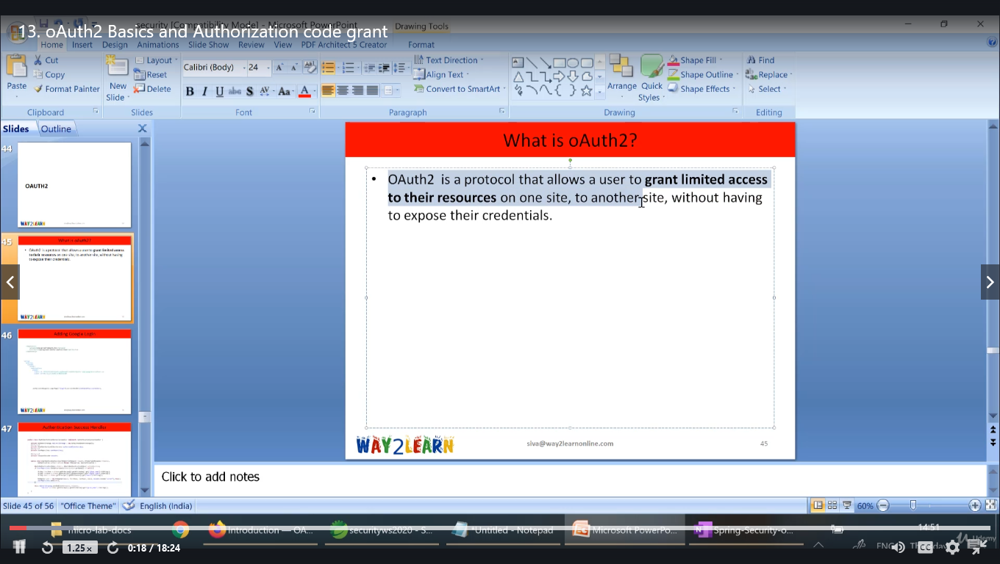 13. oAuth2 Basics and Authorization code grant
security [Compatibility Mode] - Microsoft PowerPoint
Drawing Tools
Home Insert Design Animations Slide Show Review View PDF Architect 5 Creator Format
Paste
Cut
Copy
Format Painter
Clipboard
New
Slide
Layout
Reset
Delete
Slides
Calibri (Body) 24
Font
Text Direction
Align Text
Convert to SmartArt
Paragraph
Arrange
Quick
Styles
Shape Fill
Shape Outline
Shape Effects
Drawing
Find
Replace
Select
Editing
Slides Outline X
44
OAUTH2
WAY2LEARN
45
What is oAuth2?
OAuth2 is a protocol that allows a user to grant limited access
to their resources on one site, to another site, without having
to expose their credentials.
WAY2LEARN
46
Adding Google Login
WAY2LEARN
47
Authentication Success Handler
What is oAuth2?
• OAuth2 is a protocol that allows a user to grant limited access
to their resources on one site, to another site, without having
to expose their credentials.
WAY2LEARN
siva@way2learnonline.com
45
Click to add notes
Slide 45 of 56 "Office Theme" English (India) 60%
micro-lab-docs Introduction — OA... securityws2020 - S... *Untitled - Notepad Microsoft PowerPo... Spring-Security-o... 14:51
1.25× 0:18 / 18:24 ENG Thursday CC Udemy